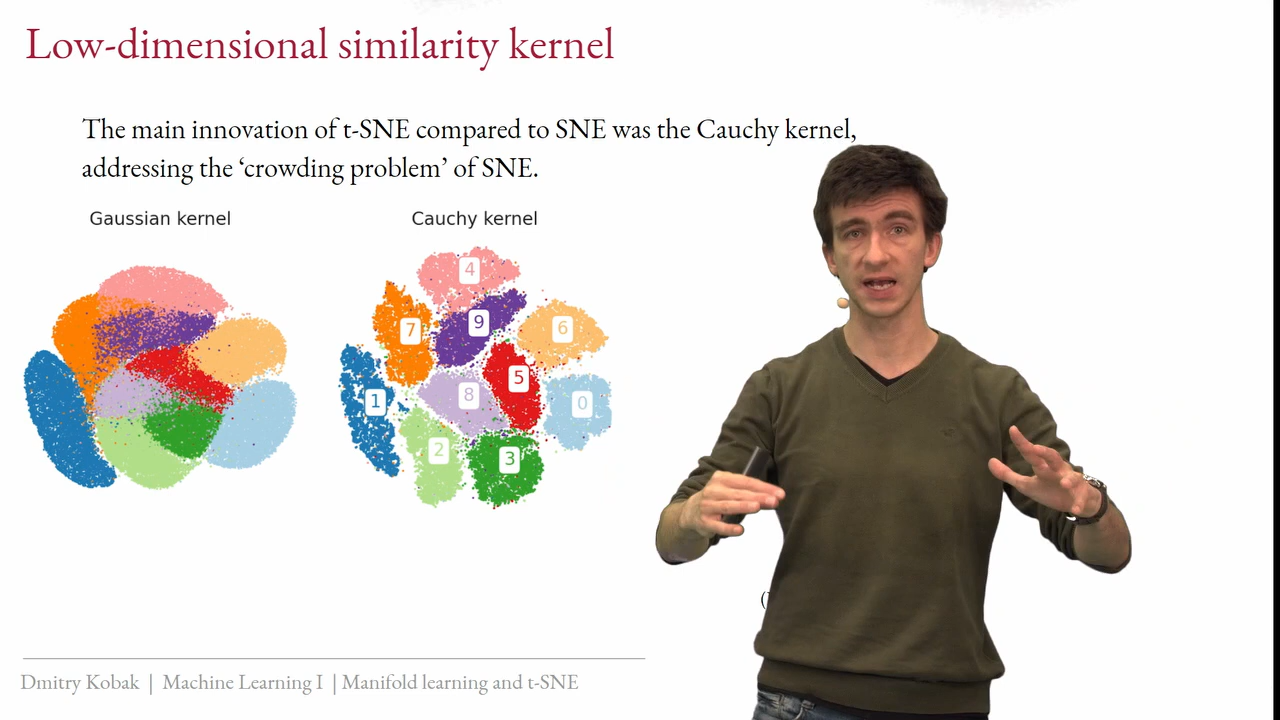 Low-dimensional similarity kernel
The main innovation of t-SNE compared to SNE was the Cauchy kernel,
addressing the ‘crowding problem’ of SNE.
Gaussian kernel
Cauchy kernel
4
7
9
6
1
8
5
0
2
3
Dmitry Kobak | Machine Learning I | Manifold learning and t-SNE